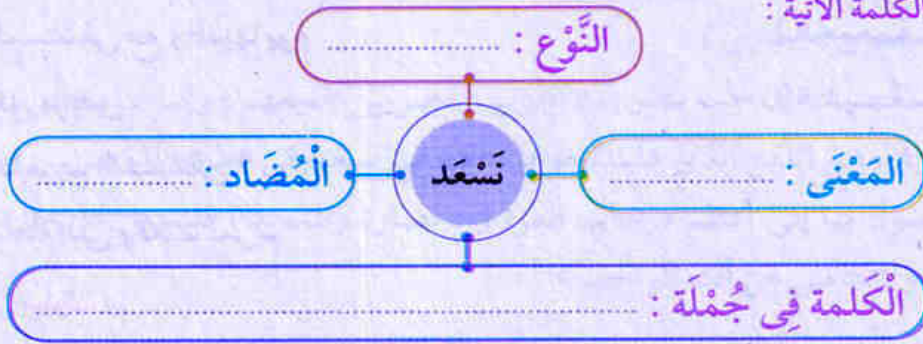 الكلمة الآتية :
النَّوْع : ....................
المَعْنَى : ....................
نَسْعَد
الْمُضَاد : ....................
الْكَلمة فِى جُمْلَة : ....................